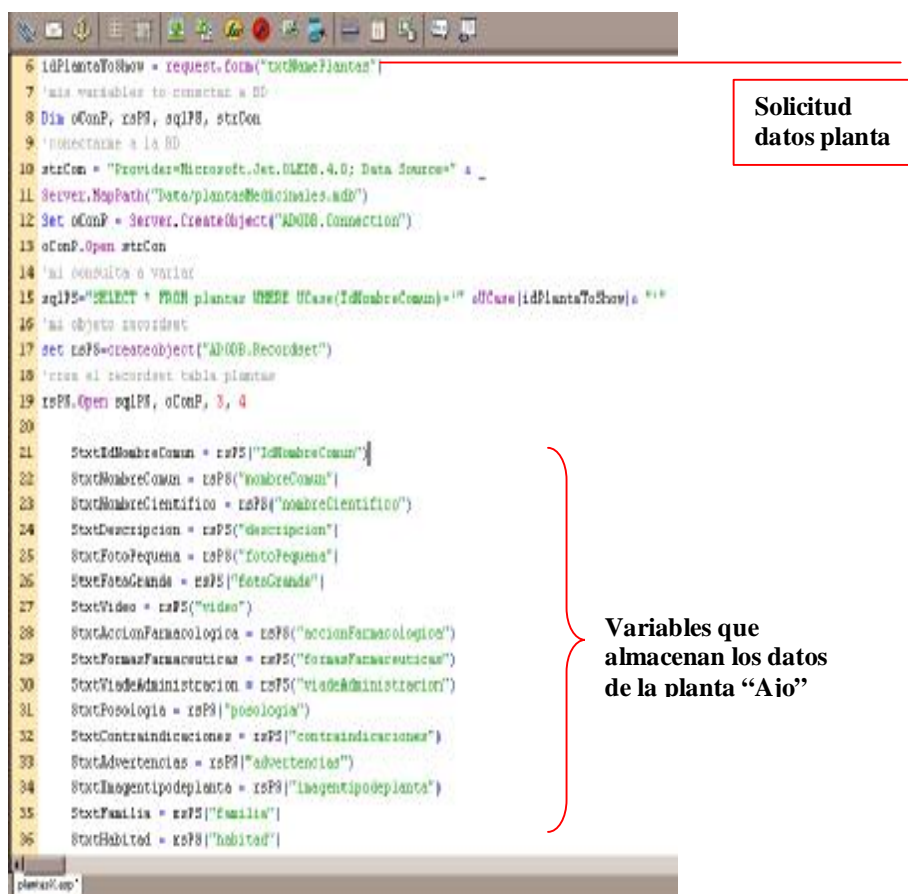 6 idPlantaToShow = request.form("txtNamePlantas")
Solicitud
datos planta
7 'mis variables to conectar a BD
8 Dim oConP, rsPS, sqlPS, strCon
9 'conectarme a la BD
10 strCon = "Provider=Microsoft.Jet.OLEDB.4.0; Data Source=" & _
11 Server.MapPath("Data/plantasMedicinales.mdb")
12 Set oConP = Server.CreateObject("ADODB.Connection")
13 oConP.Open strCon
14 'mi consulta a variar
15 sqlPS="SELECT * FROM plantas WHERE UCase(IdNombreComun)='" &UCase(idPlantaToShow)& "'"
16 'mi objeto recordset
17 set rsPS=createobject("ADODB.Recordset")
18 'crea el recordset tabla plantas
19 rsPS.Open sqlPS, oConP, 3, 4
20
21 StxtIdNombreComun = rsPS("IdNombreComun")
22 StxtNombreComun = rsPS("nombreComun")
23 StxtNombreCientifico = rsPS("nombreCientifico")
24 StxtDescripcion = rsPS("descripcion")
25 StxtFotoPequena = rsPS("fotoPequena")
26 StxtFotoGrande = rsPS("fotoGrande")
27 StxtVideo = rsPS("video")
28 StxtAccionFarmacologica = rsPS("accionFarmacologica")
29 StxtFormasFarmaceuticas = rsPS("formasFarmaceuticas")
30 StxtViadeAdministracion = rsPS("viadeAdministracion")
31 StxtPosologia = rsPS("posologia")
32 StxtContraindicaciones = rsPS("contraindicaciones")
33 StxtAdvertencias = rsPS("advertencias")
34 StxtImagentipodeplanta = rsPS("imagentipodeplanta")
35 StxtFamilia = rsPS("familia")
36 StxtHabitad = rsPS("habitad")
Variables que
almacenan los datos
de la planta “Ajo”